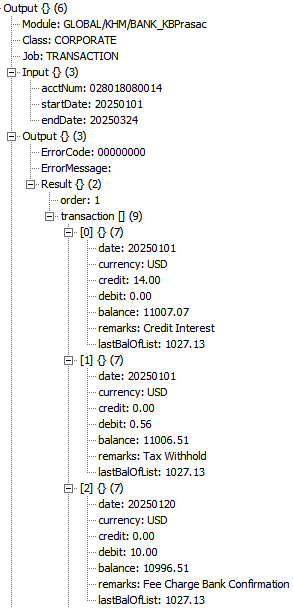 Output {} (6)
Module: GLOBAL/KHM/BANK_KBPrasac
Class: CORPORATE
Job: TRANSACTION
Input {} (3)
acctNum: 028018080014
startDate: 20250101
endDate: 20250324
Output {} (3)
ErrorCode: 00000000
ErrorMessage:
Result {} (2)
order: 1
transaction [] (9)
[0] {} (7)
date: 20250101
currency: USD
credit: 14.00
debit: 0.00
balance: 11007.07
remarks: Credit Interest
lastBalOfList: 1027.13
[1] {} (7)
date: 20250101
currency: USD
credit: 0.00
debit: 0.56
balance: 11006.51
remarks: Tax Withhold
lastBalOfList: 1027.13
[2] {} (7)
date: 20250120
currency: USD
credit: 0.00
debit: 10.00
balance: 10996.51
remarks: Fee Charge Bank Confirmation
lastBalOfList: 1027.13